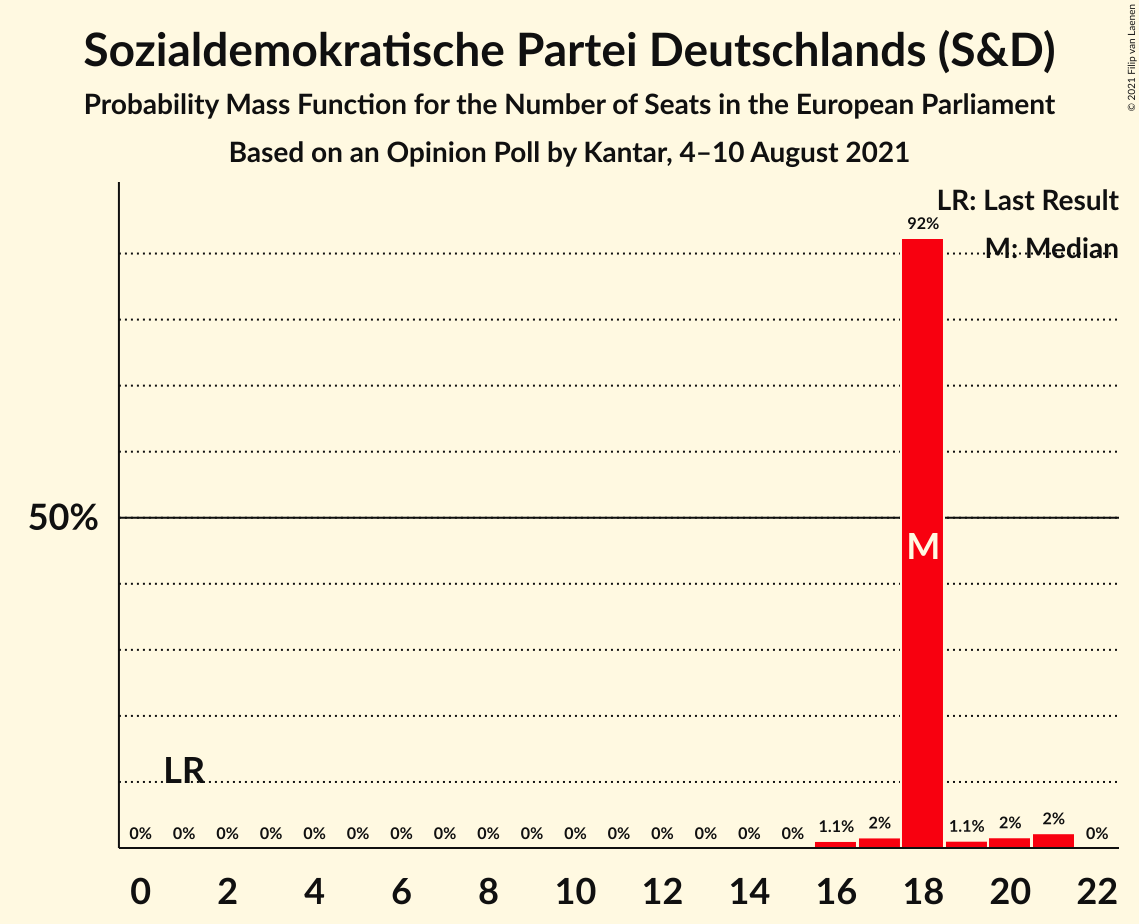 Sozialdemokratische Partei Deutschlands (S&D)
Probability Mass Function for the Number of Seats in the European Parliament
Based on an Opinion Poll by Kantar, 4–10 August 2021
© 2021 Filip van Laenen
LR: Last Result
M: Median
92%
50%
M
LR
0% 0% 0% 0% 0% 0% 0% 0% 0% 0% 0% 0% 0% 0% 0% 0% 1.1% 2% 1.1% 2% 2% 0%
0 2 4 6 8 10 12 14 16 18 20 22